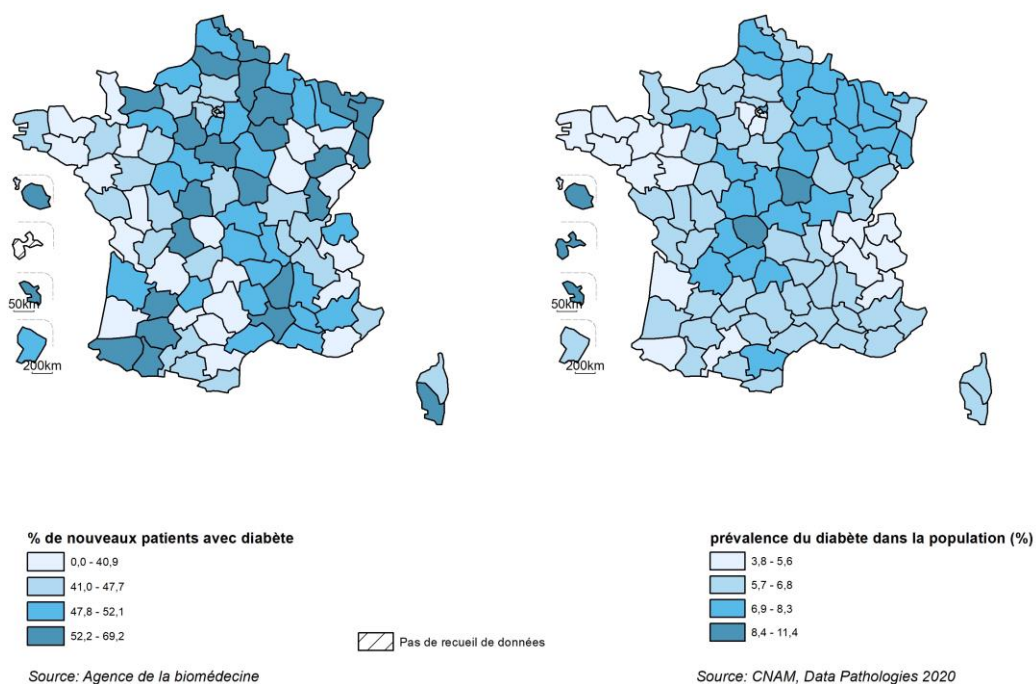 50km
200km
50km
200km
% de nouveaux patients avec diabète
0,0 - 40,9
41,0 - 47,7
47,8 - 52,1
52,2 - 69,2
Pas de recueil de données
Source: Agence de la biomédecine
prévalence du diabète dans la population (%)
3,8 - 5,6
5,7 - 6,8
6,9 - 8,3
8,4 - 11,4
Source: CNAM, Data Pathologies 2020